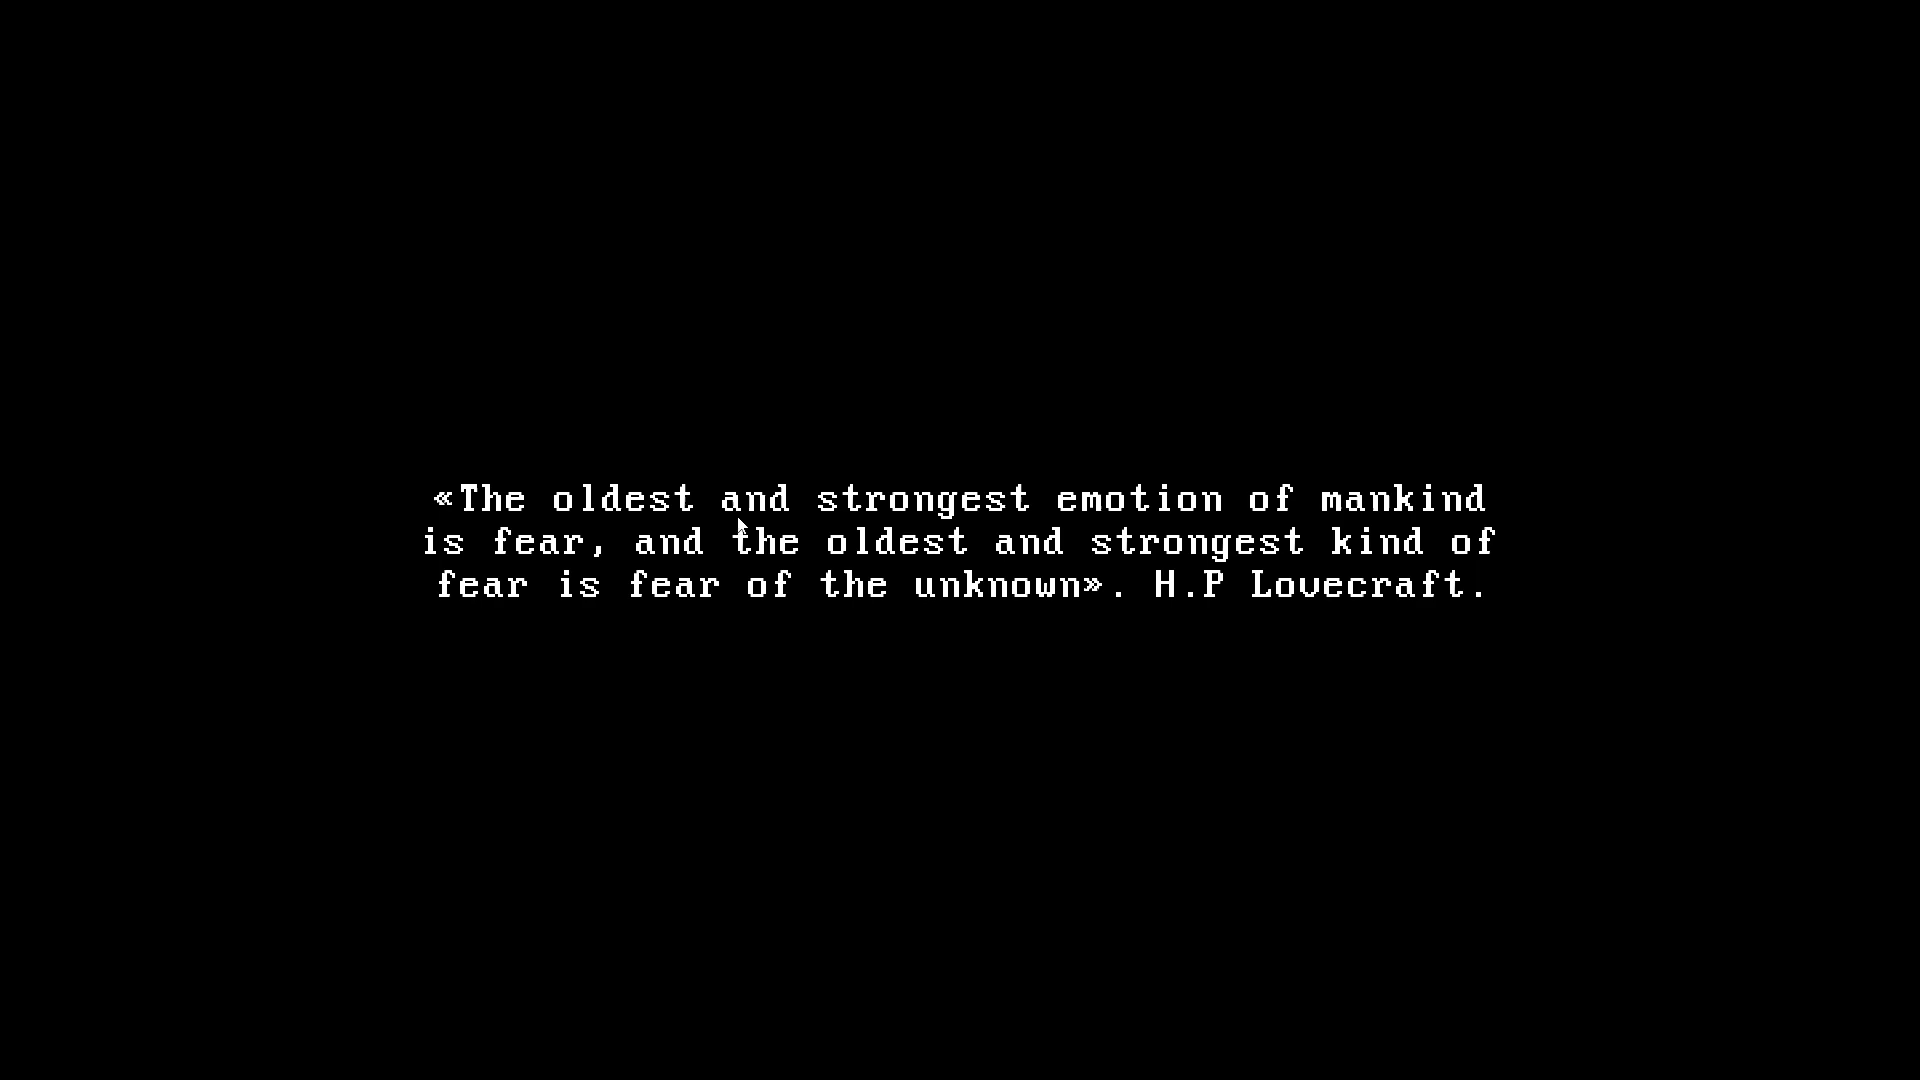 «The oldest and strongest emotion of mankind
is fear, and the oldest and strongest kind of
fear is fear of the unknown». H.P Lovecraft.